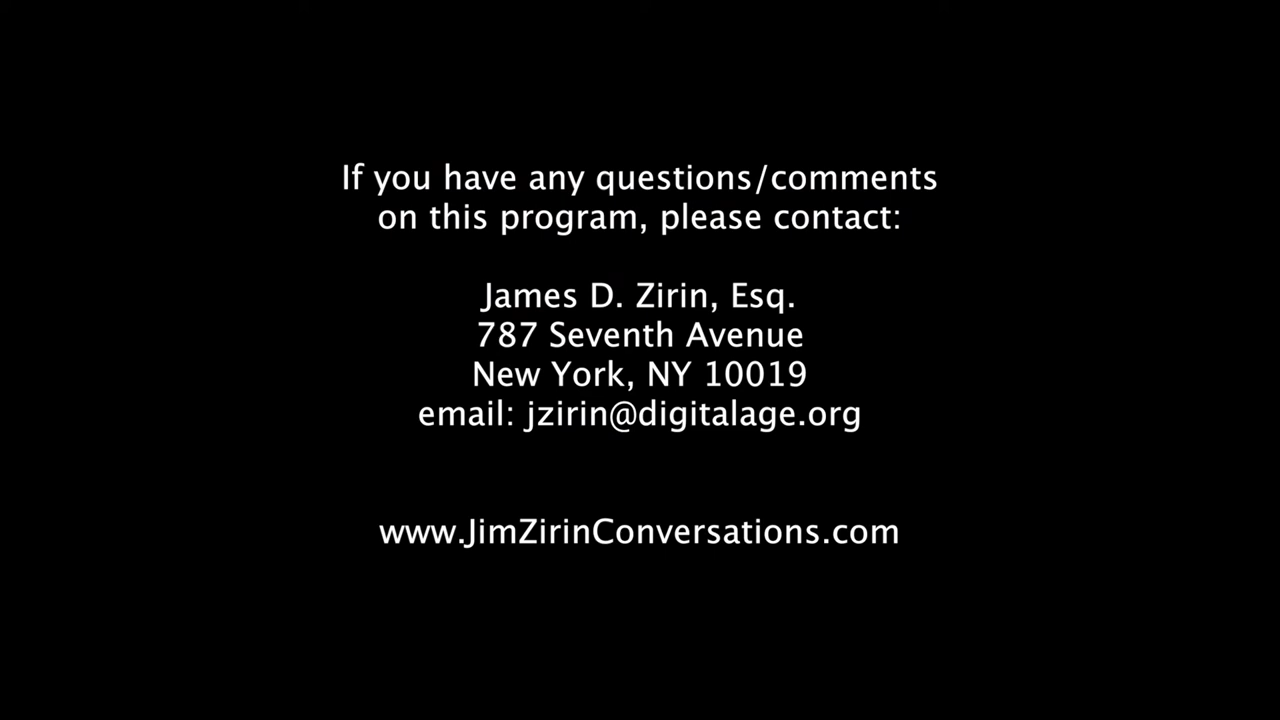 If you have any questions/comments
on this program, please contact:
James D. Zirin, Esq.
787 Seventh Avenue
New York, NY 10019
email: jzirin@digitalage.org
www.JimZirinConversations.com